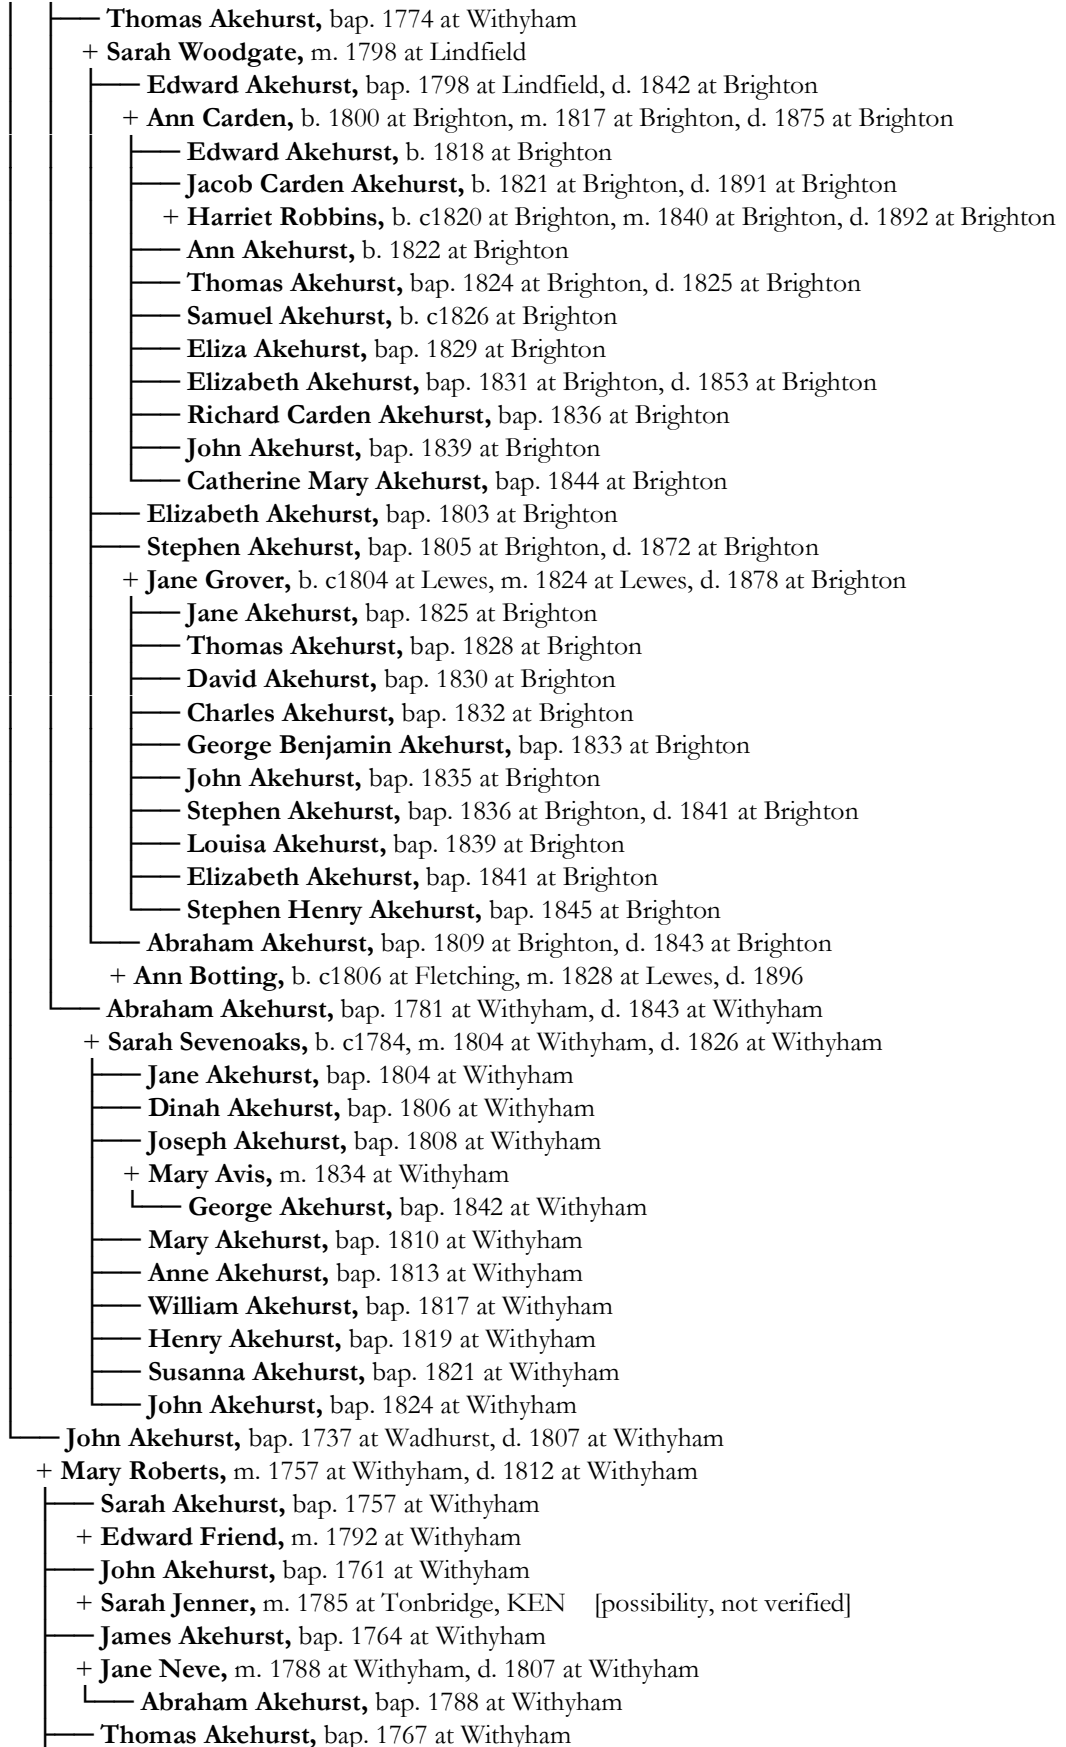 Thomas Akehurst, bap. 1774 at Withyham
+ Sarah Woodgate, m. 1798 at Lindfield
Edward Akehurst, bap. 1798 at Lindfield, d. 1842 at Brighton
+ Ann Carden, b. 1800 at Brighton, m. 1817 at Brighton, d. 1875 at Brighton
Edward Akehurst, b. 1818 at Brighton
Jacob Carden Akehurst, b. 1821 at Brighton, d. 1891 at Brighton
+ Harriet Robbins, b. c1820 at Brighton, m. 1840 at Brighton, d. 1892 at Brighton
Ann Akehurst, b. 1822 at Brighton
Thomas Akehurst, bap. 1824 at Brighton, d. 1825 at Brighton
Samuel Akehurst, b. c1826 at Brighton
Eliza Akehurst, bap. 1829 at Brighton
Elizabeth Akehurst, bap. 1831 at Brighton, d. 1853 at Brighton
Richard Carden Akehurst, bap. 1836 at Brighton
John Akehurst, bap. 1839 at Brighton
Catherine Mary Akehurst, bap. 1844 at Brighton
Elizabeth Akehurst, bap. 1803 at Brighton
Stephen Akehurst, bap. 1805 at Brighton, d. 1872 at Brighton
+ Jane Grover, b. c1804 at Lewes, m. 1824 at Lewes, d. 1878 at Brighton
Jane Akehurst, bap. 1825 at Brighton
Thomas Akehurst, bap. 1828 at Brighton
David Akehurst, bap. 1830 at Brighton
Charles Akehurst, bap. 1832 at Brighton
George Benjamin Akehurst, bap. 1833 at Brighton
John Akehurst, bap. 1835 at Brighton
Stephen Akehurst, bap. 1836 at Brighton, d. 1841 at Brighton
Louisa Akehurst, bap. 1839 at Brighton
Elizabeth Akehurst, bap. 1841 at Brighton
Stephen Henry Akehurst, bap. 1845 at Brighton
Abraham Akehurst, bap. 1809 at Brighton, d. 1843 at Brighton
+ Ann Botting, b. c1806 at Fletching, m. 1828 at Lewes, d. 1896
Abraham Akehurst, bap. 1781 at Withyham, d. 1843 at Withyham
+ Sarah Sevenoaks, b. c1784, m. 1804 at Withyham, d. 1826 at Withyham
Jane Akehurst, bap. 1804 at Withyham
Dinah Akehurst, bap. 1806 at Withyham
Joseph Akehurst, bap. 1808 at Withyham
+ Mary Avis, m. 1834 at Withyham
George Akehurst, bap. 1842 at Withyham
Mary Akehurst, bap. 1810 at Withyham
Anne Akehurst, bap. 1813 at Withyham
William Akehurst, bap. 1817 at Withyham
Henry Akehurst, bap. 1819 at Withyham
Susanna Akehurst, bap. 1821 at Withyham
John Akehurst, bap. 1824 at Withyham
John Akehurst, bap. 1737 at Wadhurst, d. 1807 at Withyham
+ Mary Roberts, m. 1757 at Withyham, d. 1812 at Withyham
Sarah Akehurst, bap. 1757 at Withyham
+ Edward Friend, m. 1792 at Withyham
John Akehurst, bap. 1761 at Withyham
+ Sarah Jenner, m. 1785 at Tonbridge, KEN [possibility, not verified]
James Akehurst, bap. 1764 at Withyham
+ Jane Neve, m. 1788 at Withyham, d. 1807 at Withyham
Abraham Akehurst, bap. 1788 at Withyham
Thomas Akehurst, bap. 1767 at Withyham